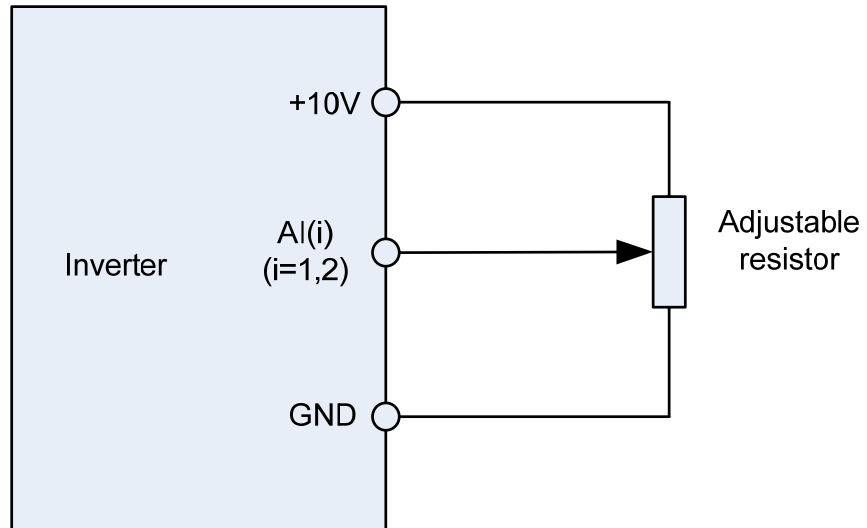 +10V
AI(i)
(i=1,2)
Inverter
GND
Adjustable
resistor